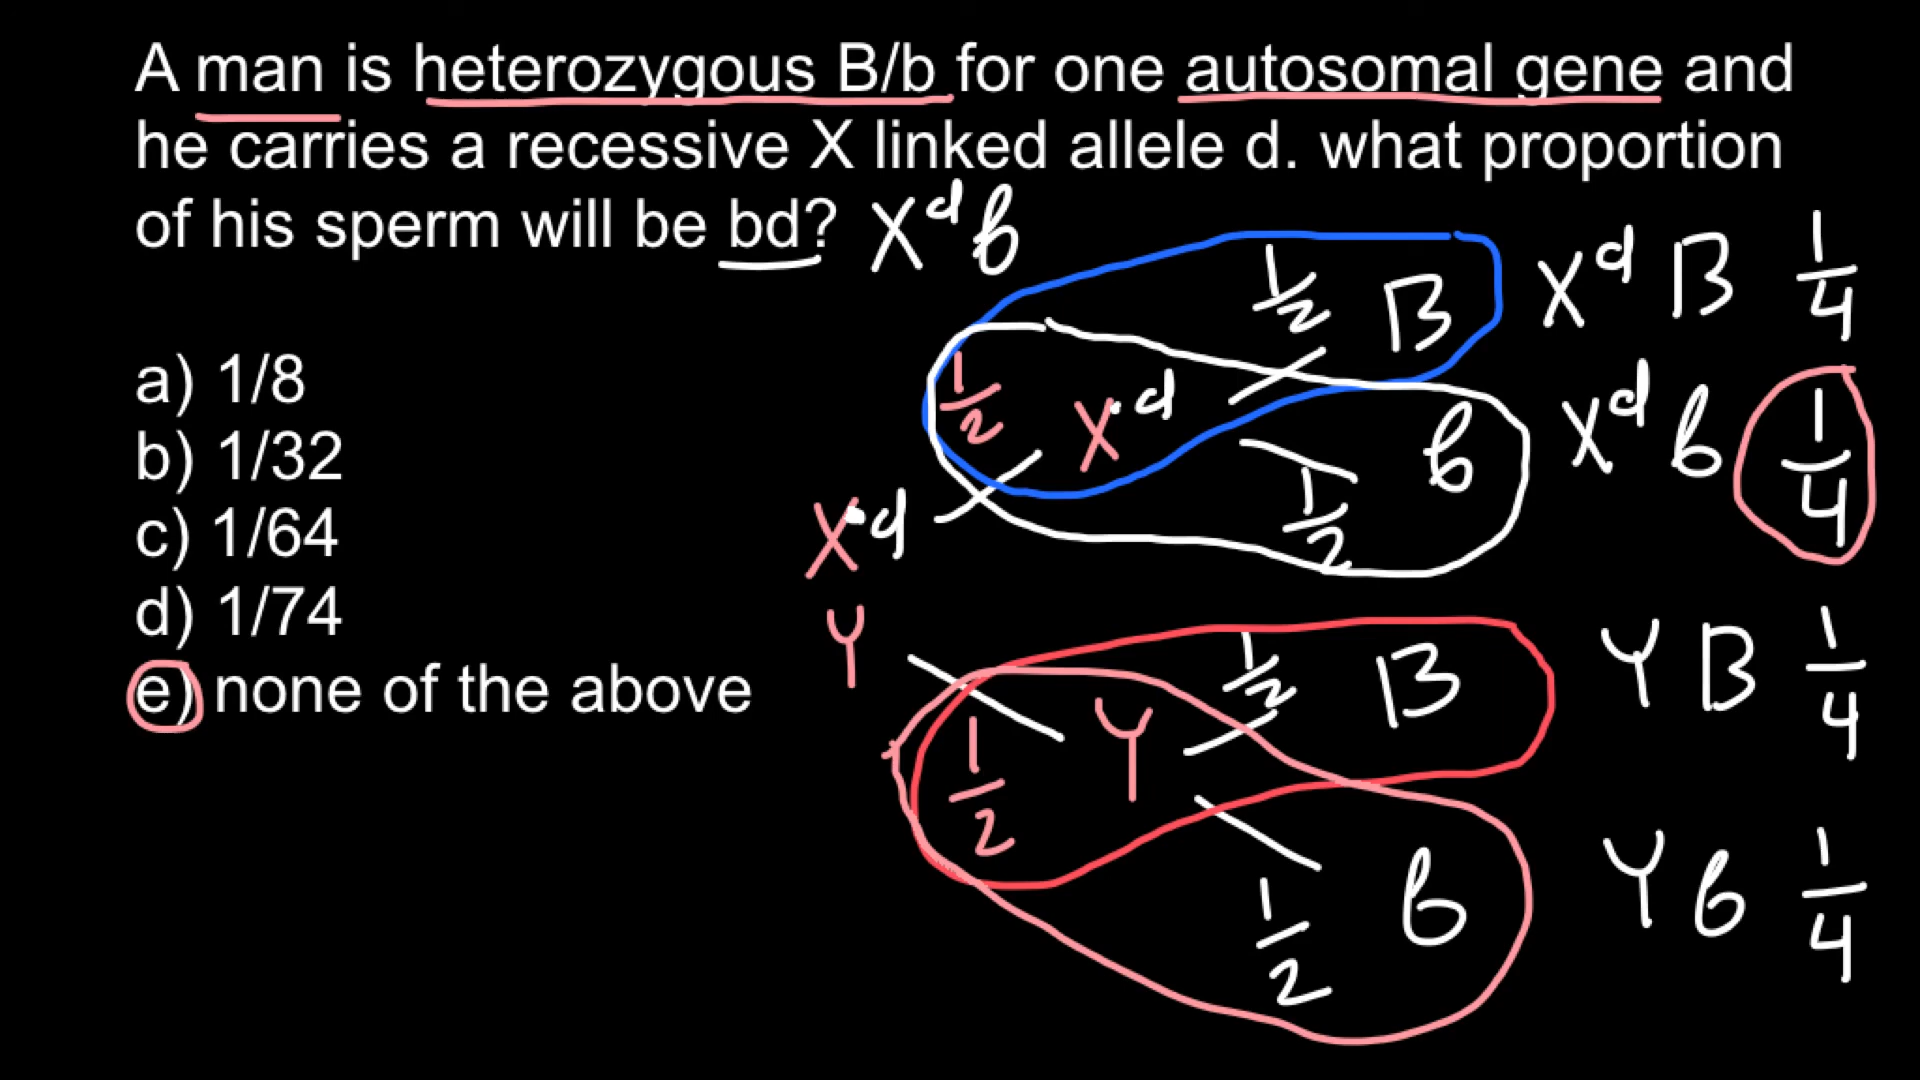 A man is heterozygous B/b for one autosomal gene and
he carries a recessive X linked allele d. what proportion
of his sperm will be bd? X^d b
a) 1/8
b) 1/32
c) 1/64
d) 1/74
e) none of the above
1/2 B X^d B 1/4
1/2 X^d
1/2 b X^d b 1/4
X^d
Y
1/2 B Y B 1/4
1/2 Y
1/2 b Y b 1/4